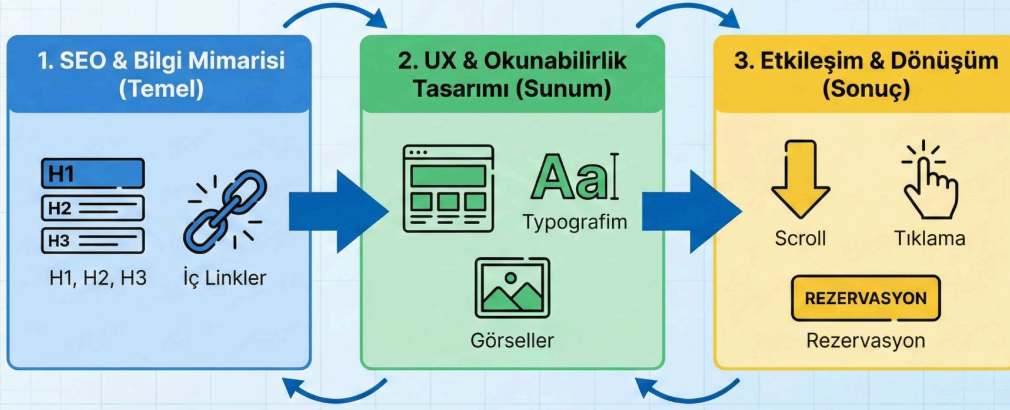 1. SEO & Bilgi Mimarisi
(Temel)
H1
H2
H3
H1, H2, H3
İç Linkler
2. UX & Okunabilirlik
Tasarımı (Sunum)
Aa
Typografim
Görseller
3. Etkileşim & Dönüşüm
(Sonuç)
Scroll
Tıklama
REZERVASYON
Rezervasyon